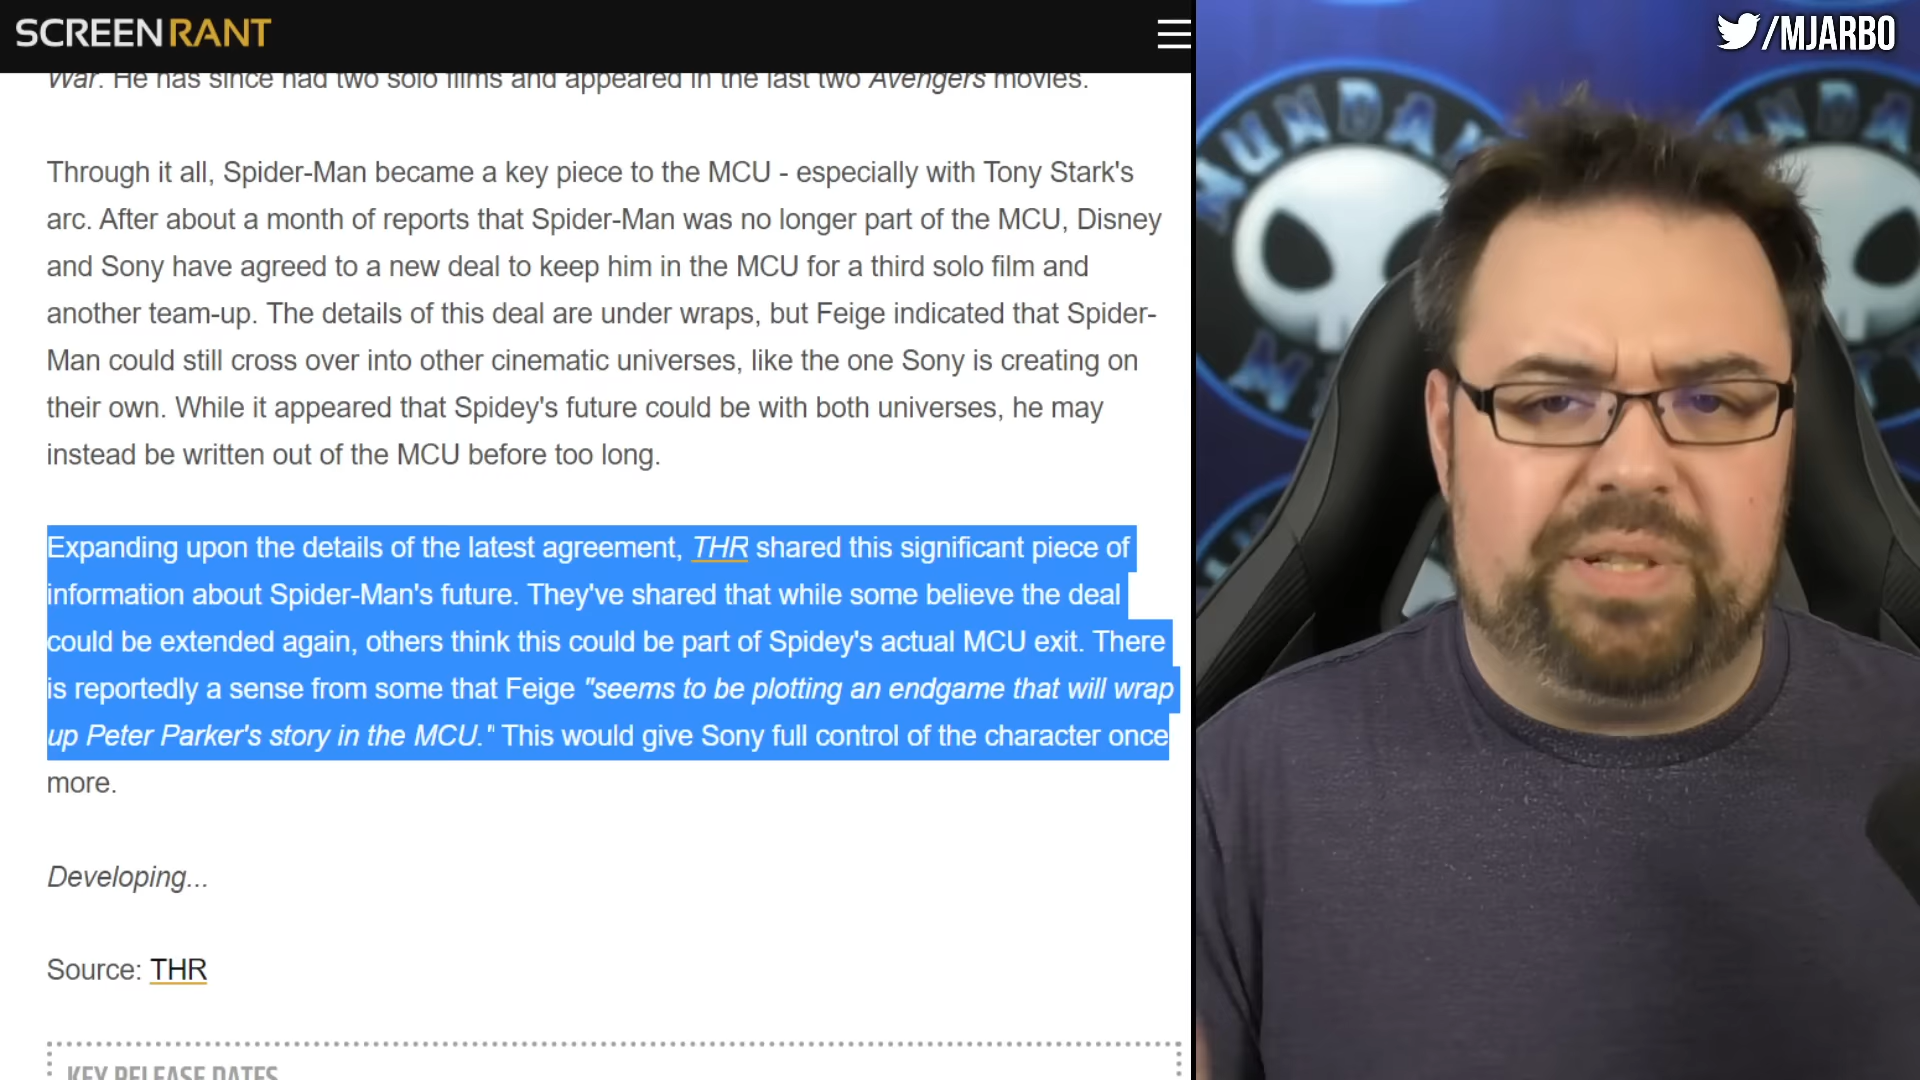 SCREENRANT
/MJARBO
War. He has since had two solo films and appeared in the last two Avengers movies.
Through it all, Spider-Man became a key piece to the MCU - especially with Tony Stark's
arc. After about a month of reports that Spider-Man was no longer part of the MCU, Disney
and Sony have agreed to a new deal to keep him in the MCU for a third solo film and
another team-up. The details of this deal are under wraps, but Feige indicated that Spider-
Man could still cross over into other cinematic universes, like the one Sony is creating on
their own. While it appeared that Spidey's future could be with both universes, he may
instead be written out of the MCU before too long.
Expanding upon the details of the latest agreement, THR shared this significant piece of
information about Spider-Man's future. They've shared that while some believe the deal
could be extended again, others think this could be part of Spidey's actual MCU exit. There
is reportedly a sense from some that Feige "seems to be plotting an endgame that will wrap
up Peter Parker's story in the MCU." This would give Sony full control of the character once
more.
Developing...
Source: THR
KEY RELEASE DATES